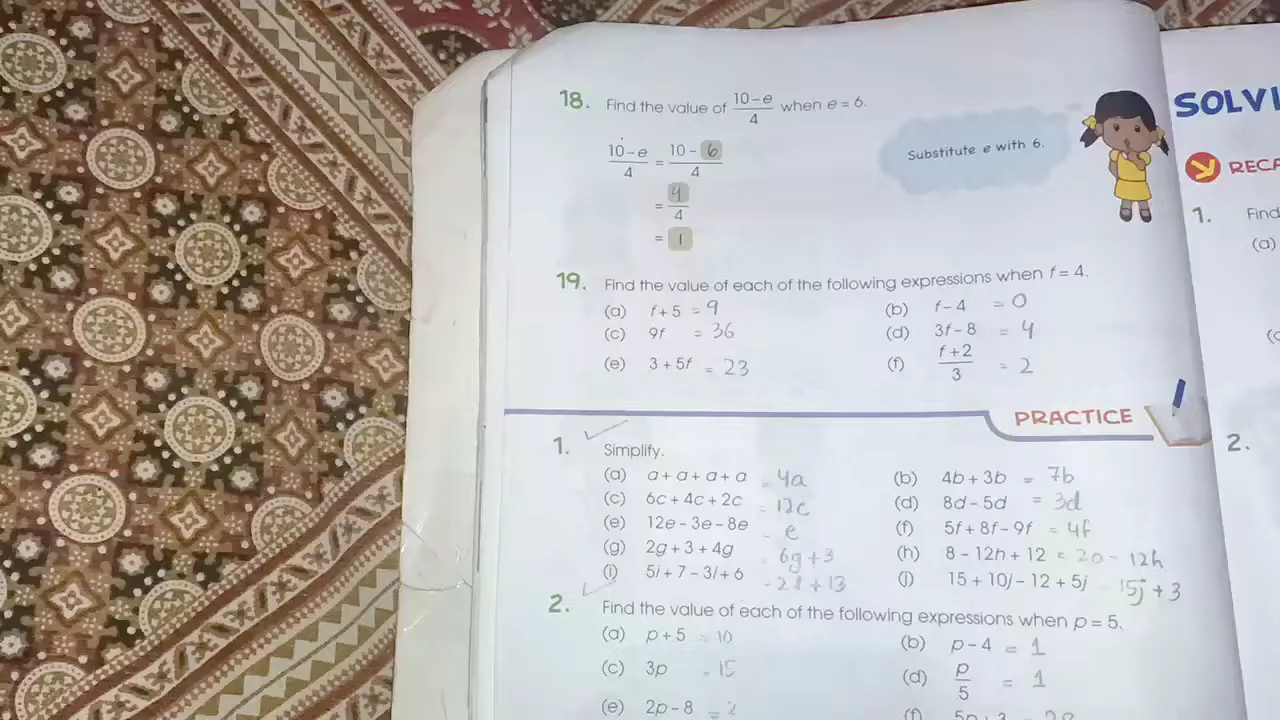 18. Find the value of 10-e/4 when e = 6.
10-e/4 = 10-6/4
Substitute e with 6.
= 4/4
= 1
19. Find the value of each of the following expressions when f = 4.
(a) f + 5 = 9 (b) f - 4 = 0
(c) 9f = 36 (d) 3f - 8 = 4
(e) 3 + 5f = 23 (f) f+2/3 = 2
PRACTICE
1. Simplify.
(a) a + a + a + a = 4a (b) 4b + 3b = 7b
(c) 6c + 4c + 2c = 12c (d) 8d - 5d = 3d
(e) 12e - 3e - 8e = e (f) 5f + 8f - 9f = 4f
(g) 2g + 3 + 4g = 6g + 3 (h) 8 - 12h + 12 = 20 - 12h
(i) 5i + 7 - 3i + 6 = 2i + 13 (j) 15 + 10j - 12 + 5j = 15j + 3
2. Find the value of each of the following expressions when p = 5.
(a) p + 5 = 10 (b) p - 4 = 1
(c) 3p = 15 (d) p/5 = 1
(e) 2p - 8 = 2 (f)
SOLVI
RECA
1. Find
(a)
2.